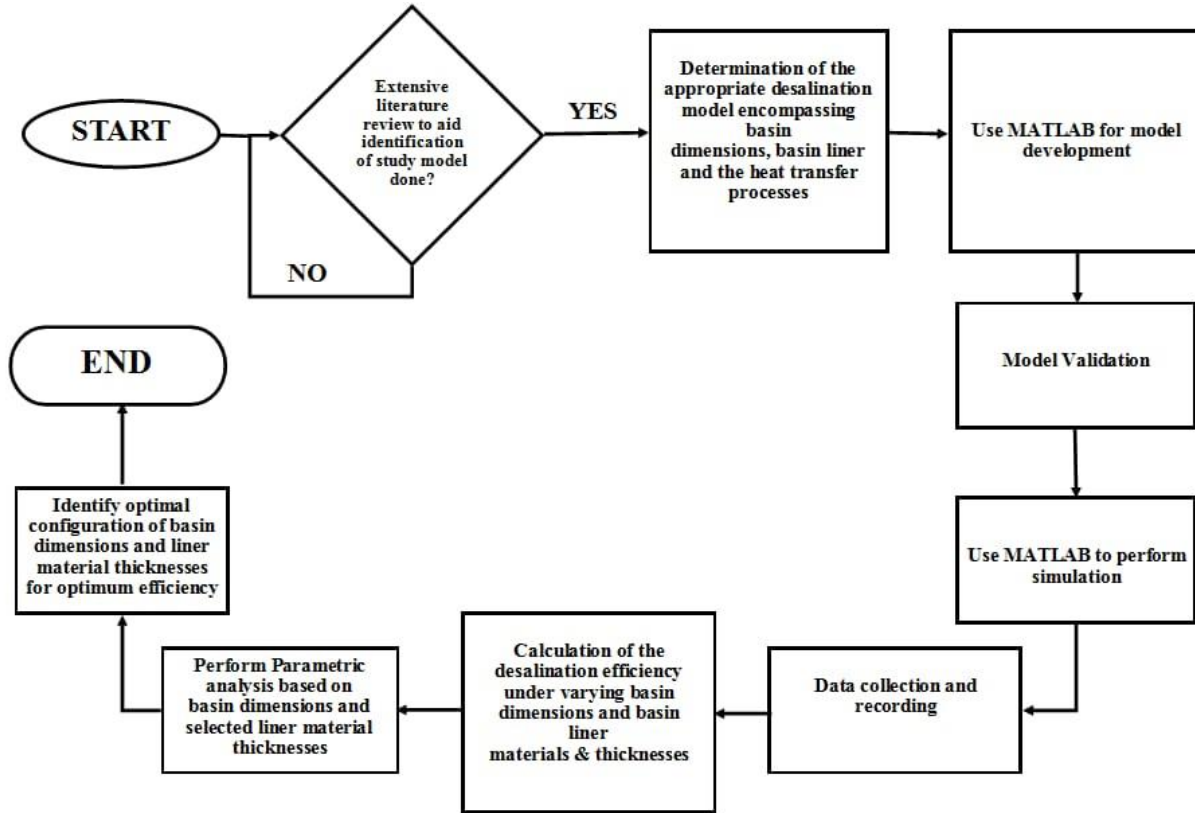 START
Extensive
literature
review to aid
identification
of study model
done?
YES
NO
Determination of the
appropriate desalination
model encompassing
basin
dimensions, basin liner
and the heat transfer
processes
Use MATLAB for model
development
Model Validation
Use MATLAB to perform
simulation
Data collection and
recording
Calculation of the
desalination efficiency
under varying basin
dimensions and basin
liner
materials & thicknesses
Perform Parametric
analysis based on
basin dimensions and
selected liner material
thicknesses
Identify optimal
configuration of basin
dimensions and liner
material thicknesses
for optimum efficiency
END